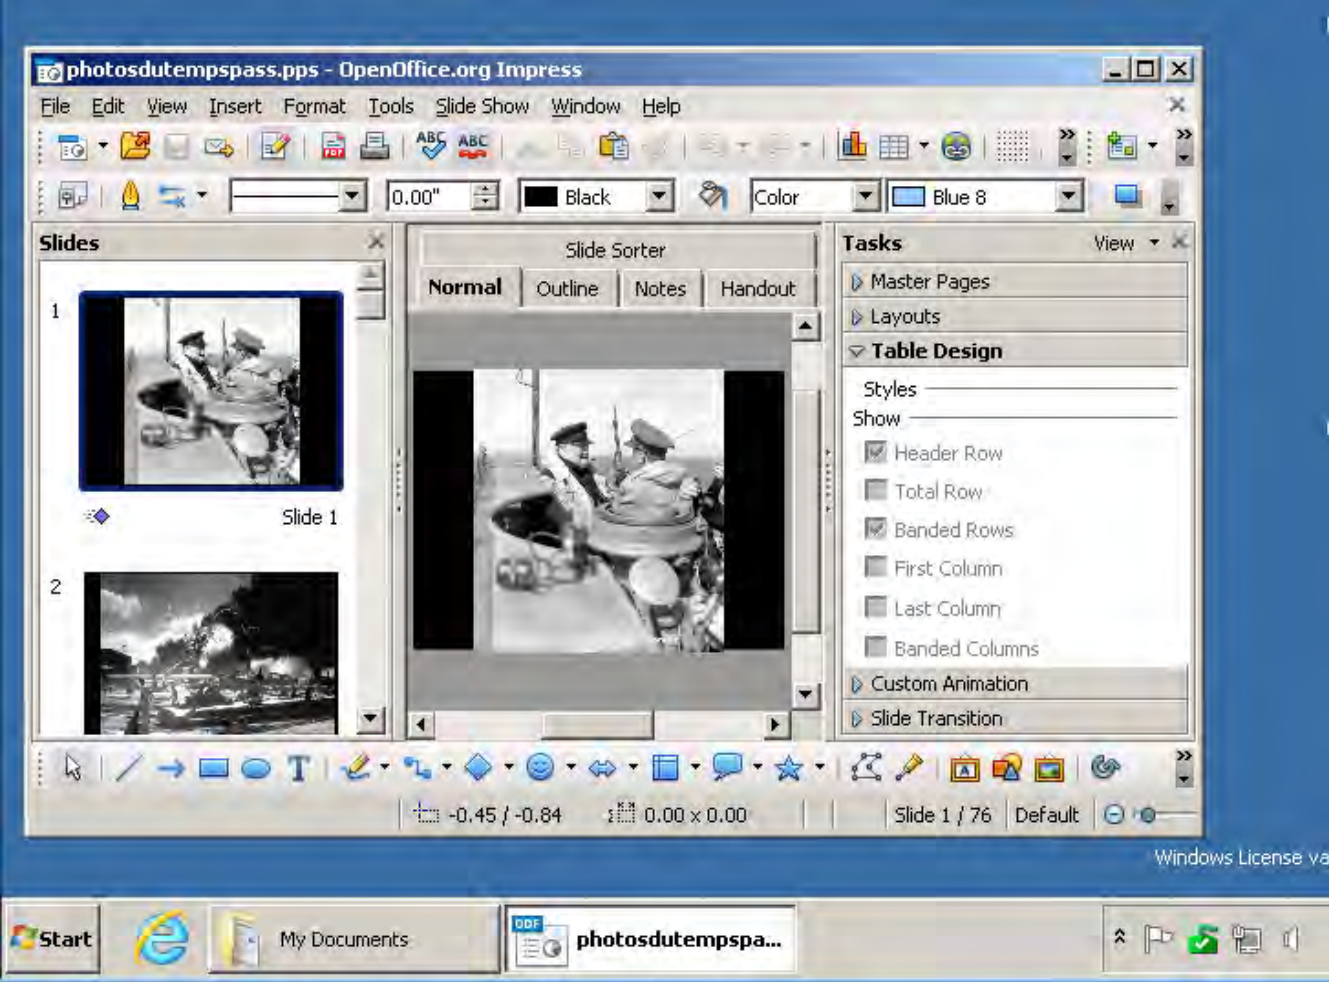 photosdutempspass.pps - OpenOffice.org Impress
File Edit View Insert Format Tools Slide Show Window Help
PDF ABC ABC
0.00" Black Color Blue 8
Slides
1
Slide 1
2
Slide Sorter
Normal Outline Notes Handout
Tasks View
Master Pages
Layouts
Table Design
Styles
Show
Header Row
Total Row
Banded Rows
First Column
Last Column
Banded Columns
Custom Animation
Slide Transition
T A
-0.45 / -0.84 0.00 x 0.00 Slide 1 / 76 Default
Windows License va
Start My Documents ODF photosdutempspa...